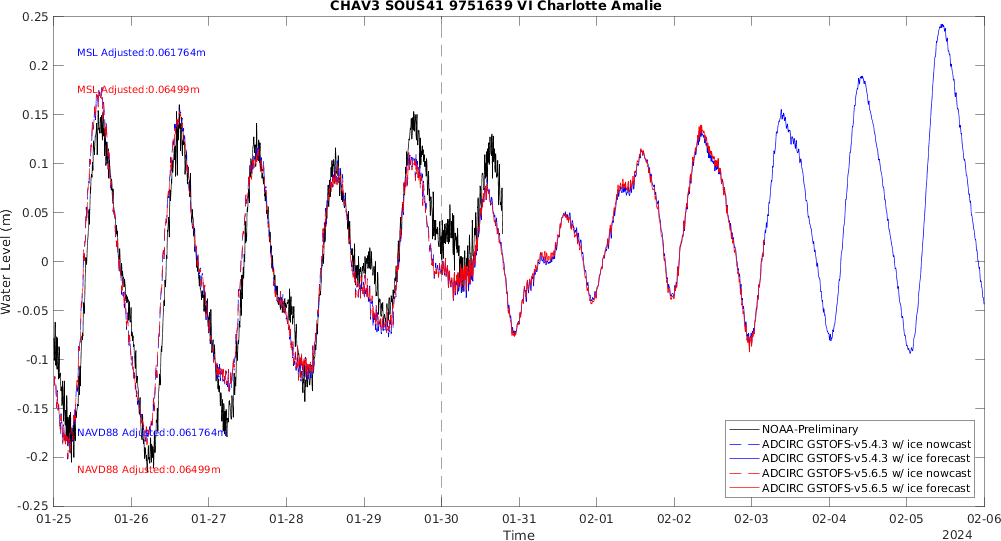 CHAV3 SOUS41 9751639 VI Charlotte Amalie
0.25
0.2
0.15
0.1
0.05
0
-0.05
-0.1
-0.15
-0.2
-0.25
Water Level (m)
MSL Adjusted:0.061764m
MSL Adjusted:0.06499m
NAVD88 Adjusted:0.061764m
NAVD88 Adjusted:0.06499m
NOAA-Preliminary
ADCIRC GSTOFS-v5.4.3 w/ ice nowcast
ADCIRC GSTOFS-v5.4.3 w/ ice forecast
ADCIRC GSTOFS-v5.6.5 w/ ice nowcast
ADCIRC GSTOFS-v5.6.5 w/ ice forecast
01-25 01-26 01-27 01-28 01-29 01-30 01-31 02-01 02-02 02-03 02-04 02-05 02-06
Time
2024